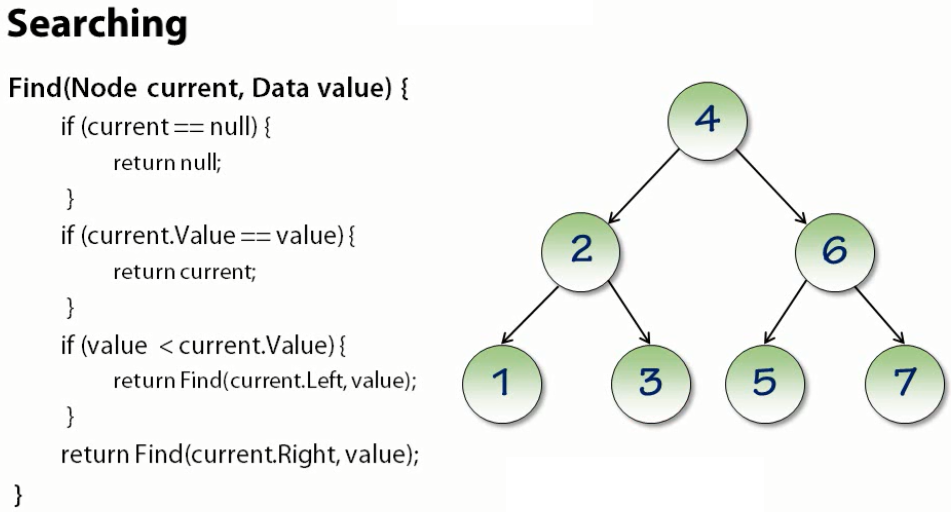 Searching
Find(Node current, Data value) {
if (current == null) {
return null;
}
if (current.Value == value) {
return current;
}
if (value < current.Value) {
return Find(current.Left, value);
}
return Find(current.Right, value);
}
4
2
6
1
3
5
7